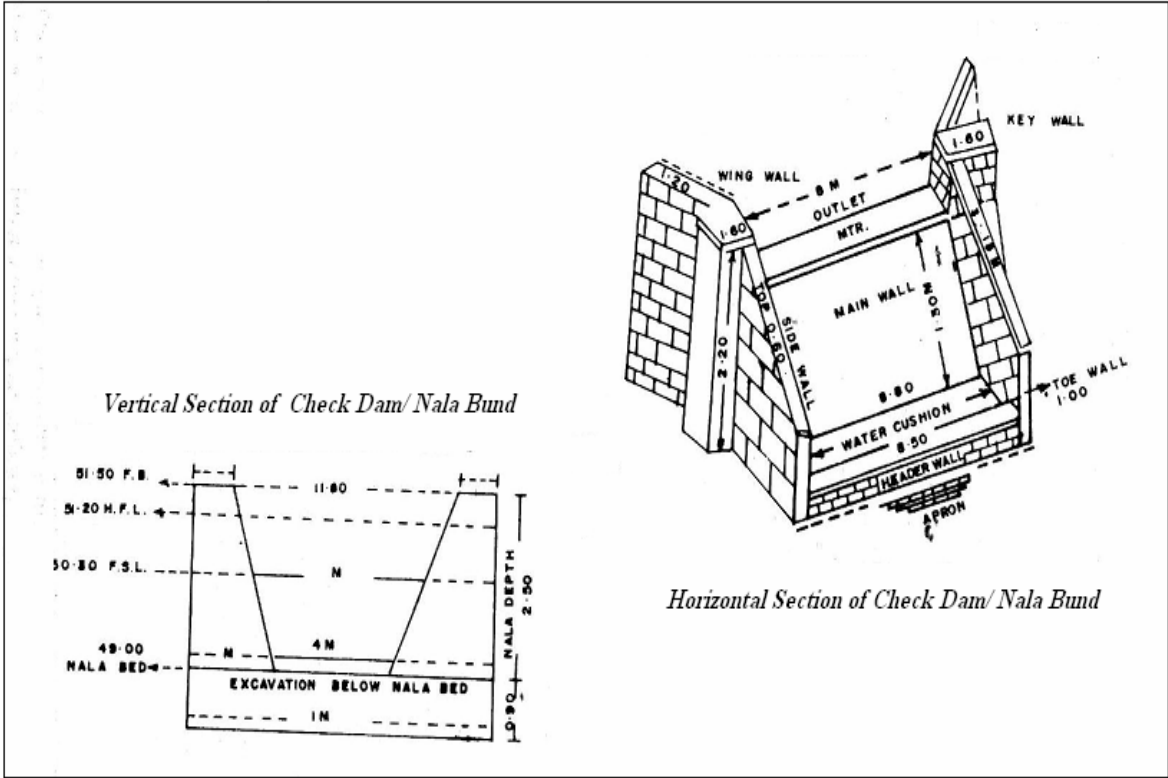 Vertical Section of Check Dam/ Nala Bund
51·50 F.B.
11·80
51·20 H.F.L.
50·80 F.S.L.
M
NALA DEPTH
2·50
49·00
NALA BED
M
4M
EXCAVATION BELOW NALA BED
0·90
1M
KEY WALL
1·60
WING WALL
1·20
8 M
OUTLET
MTR.
1·60
MAIN WALL
1·50 M
2·20
TOP 0·60
SIDE WALL
8·80
TOE WALL
1·00
WATER CUSHION
8·50
HEADER WALL
APRON
Horizontal Section of Check Dam/ Nala Bund